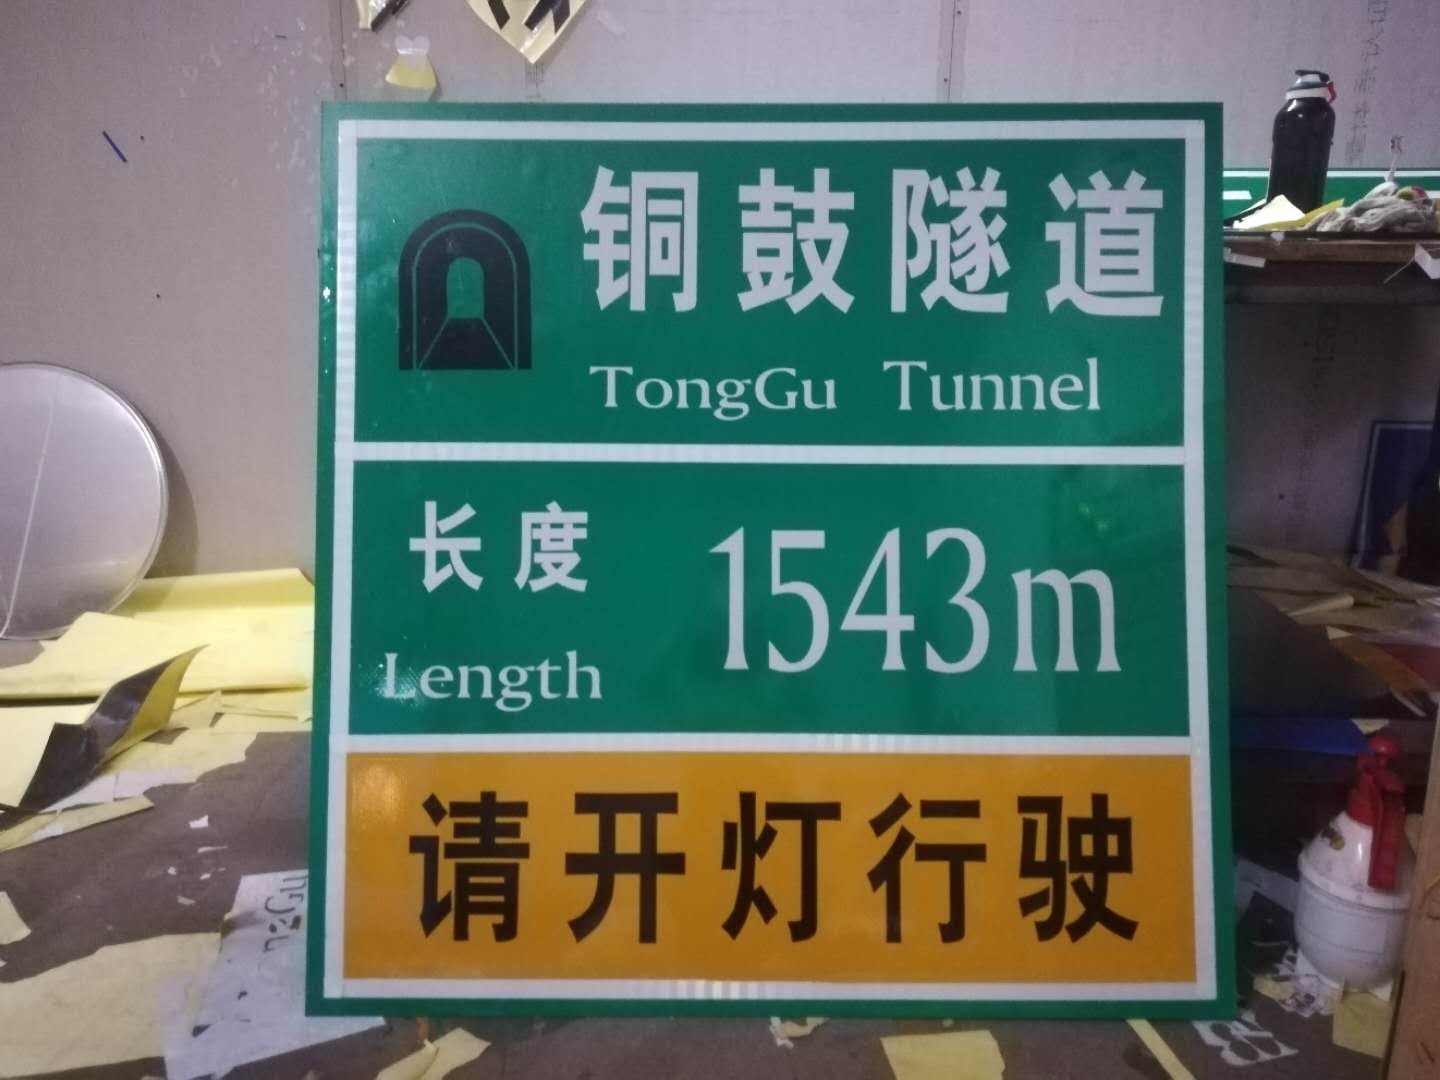 铜鼓隧道
TongGu Tunnel
长度
1543m
Length
请开灯行驶